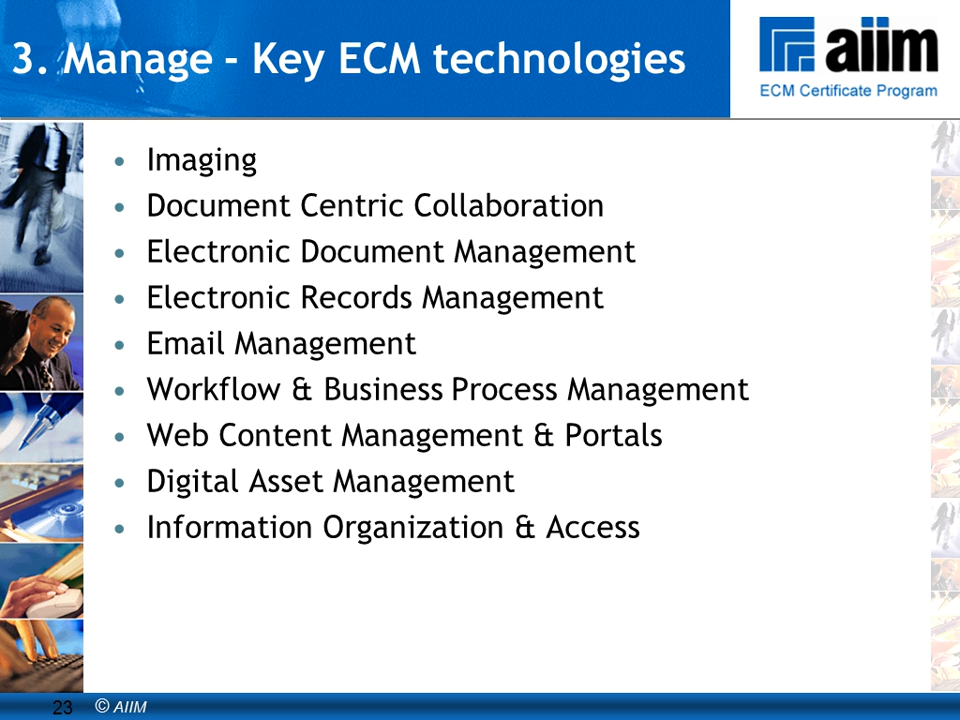 3. Manage - Key ECM technologies
aiim
ECM Certificate Program
• Imaging
• Document Centric Collaboration
• Electronic Document Management
• Electronic Records Management
• Email Management
• Workflow & Business Process Management
• Web Content Management & Portals
• Digital Asset Management
• Information Organization & Access
23 © AIIM